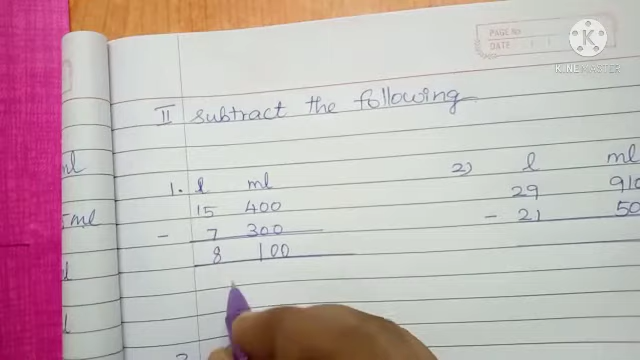 PAGE No
DATE
KINEMASTER
II subtract the following
1. l ml
15 400
- 7 300
8 100
2) l ml
29 910
- 21 50
ml
ml
l
l